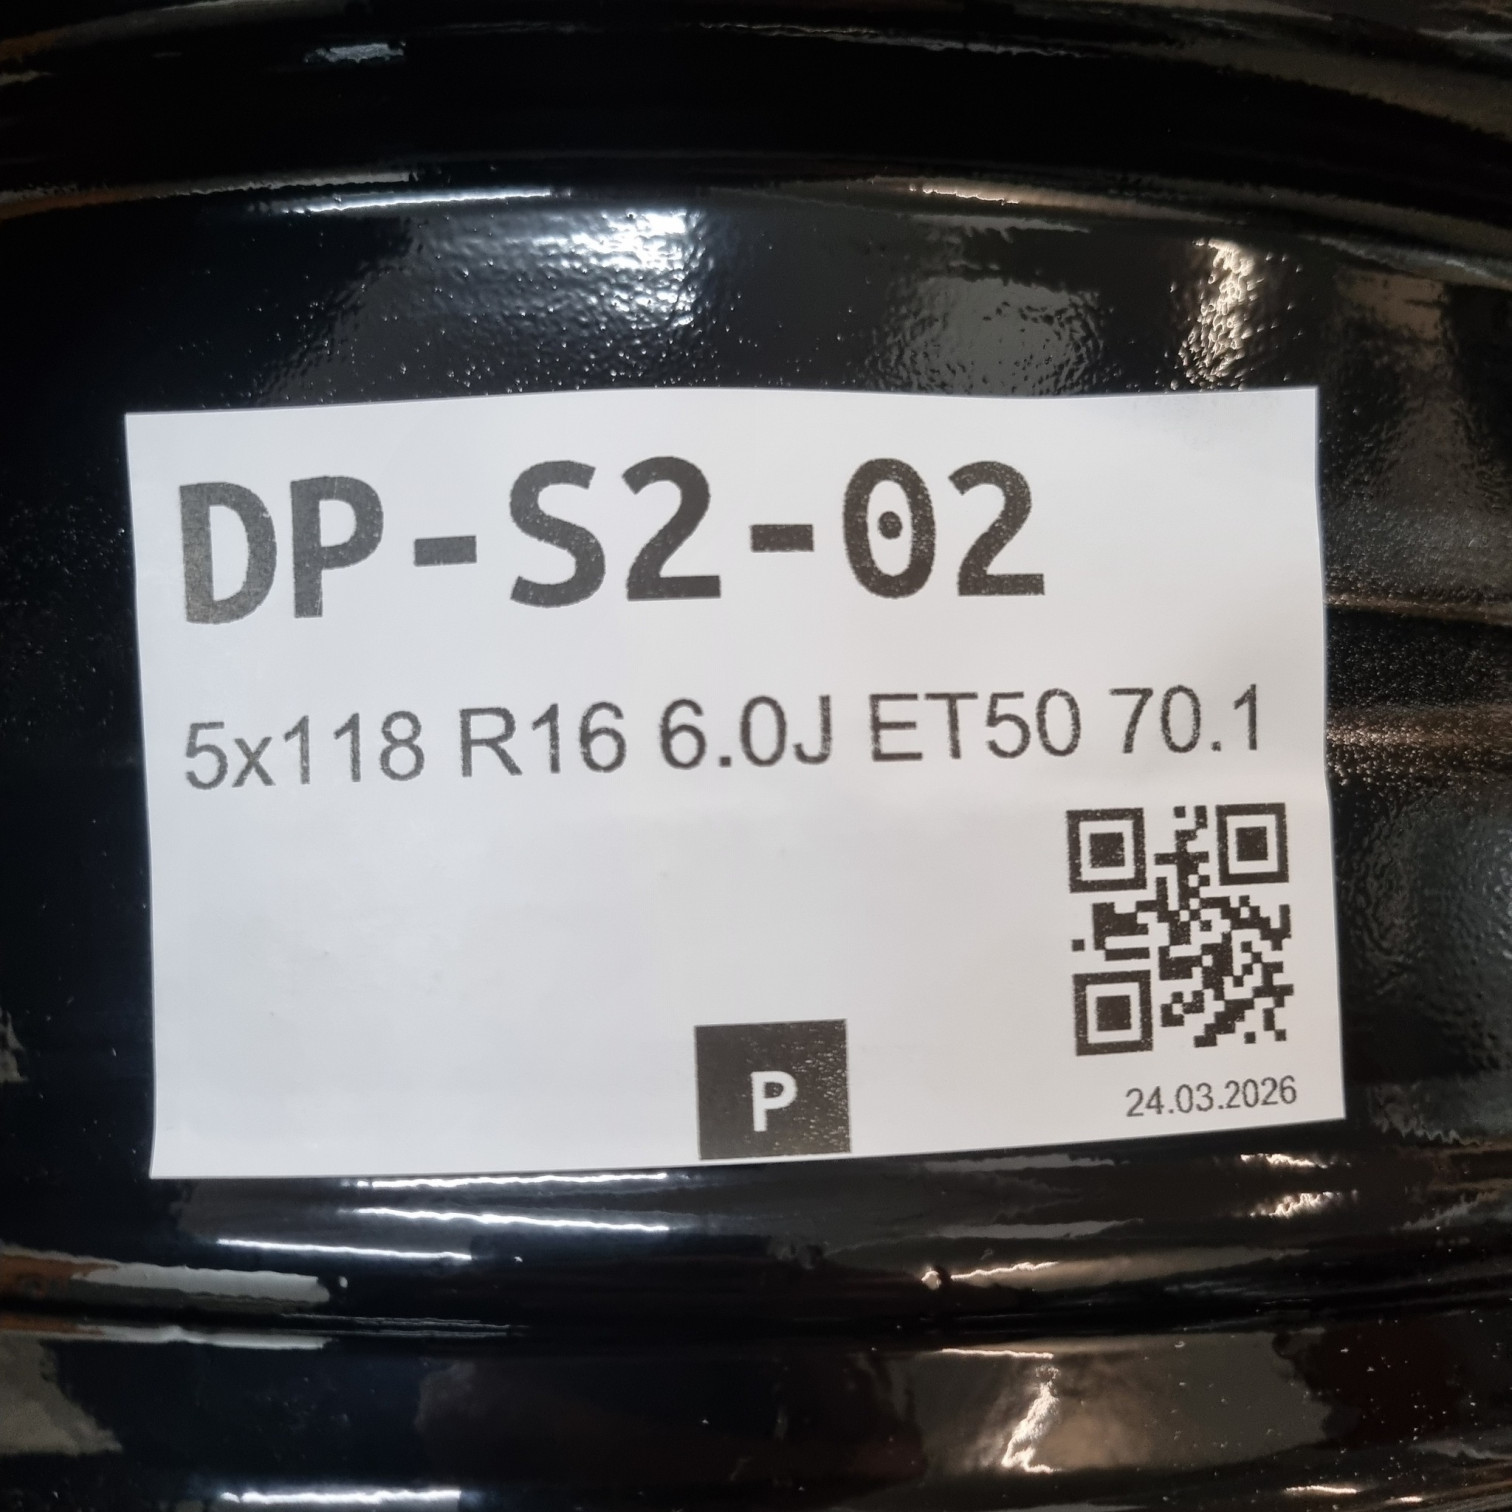 DP-S2-02
5x118 R16 6.0J ET50 70.1
P
24.03.2026